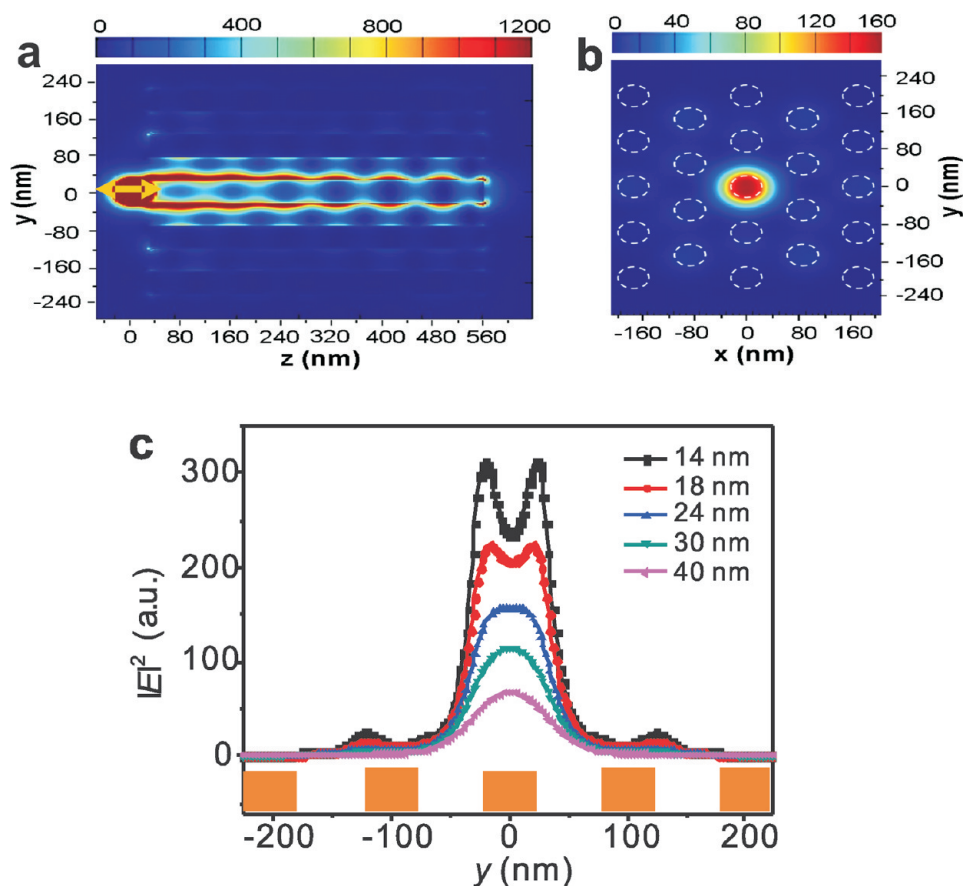 a
0 400 800 1200
y (nm)
240
160
80
0
-80
-160
-240
0 80 160 240 320 400 480 560
z (nm)
b
0 40 80 120 160
240
160
80
0
-80
-160
-240
y (nm)
-160 -80 0 80 160
x (nm)
c
|E|² (a.u.)
300
200
100
0
14 nm
18 nm
24 nm
30 nm
40 nm
-200 -100 0 100 200
y (nm)